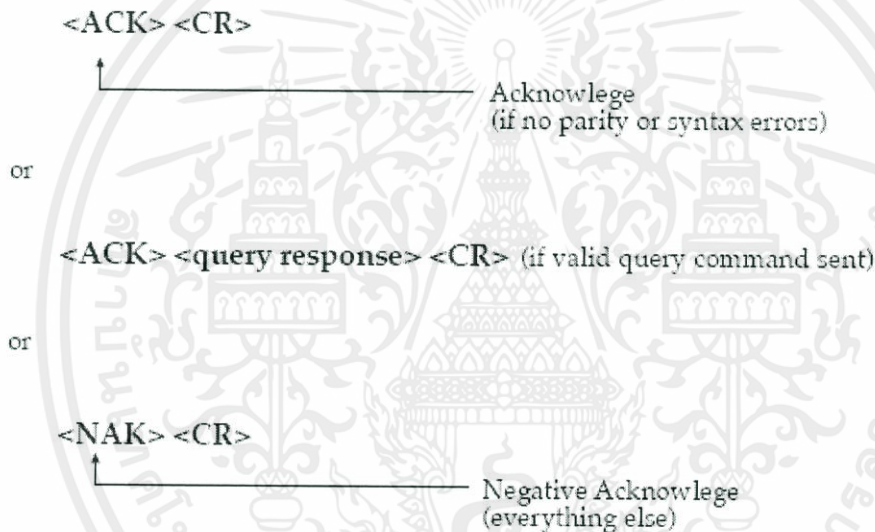 <ACK> <CR>
Acknowlege
(if no parity or syntax errors)
or
<ACK> <query response> <CR> (if valid query command sent)
or
<NAK> <CR>
Negative Acknowlege
(everything else)